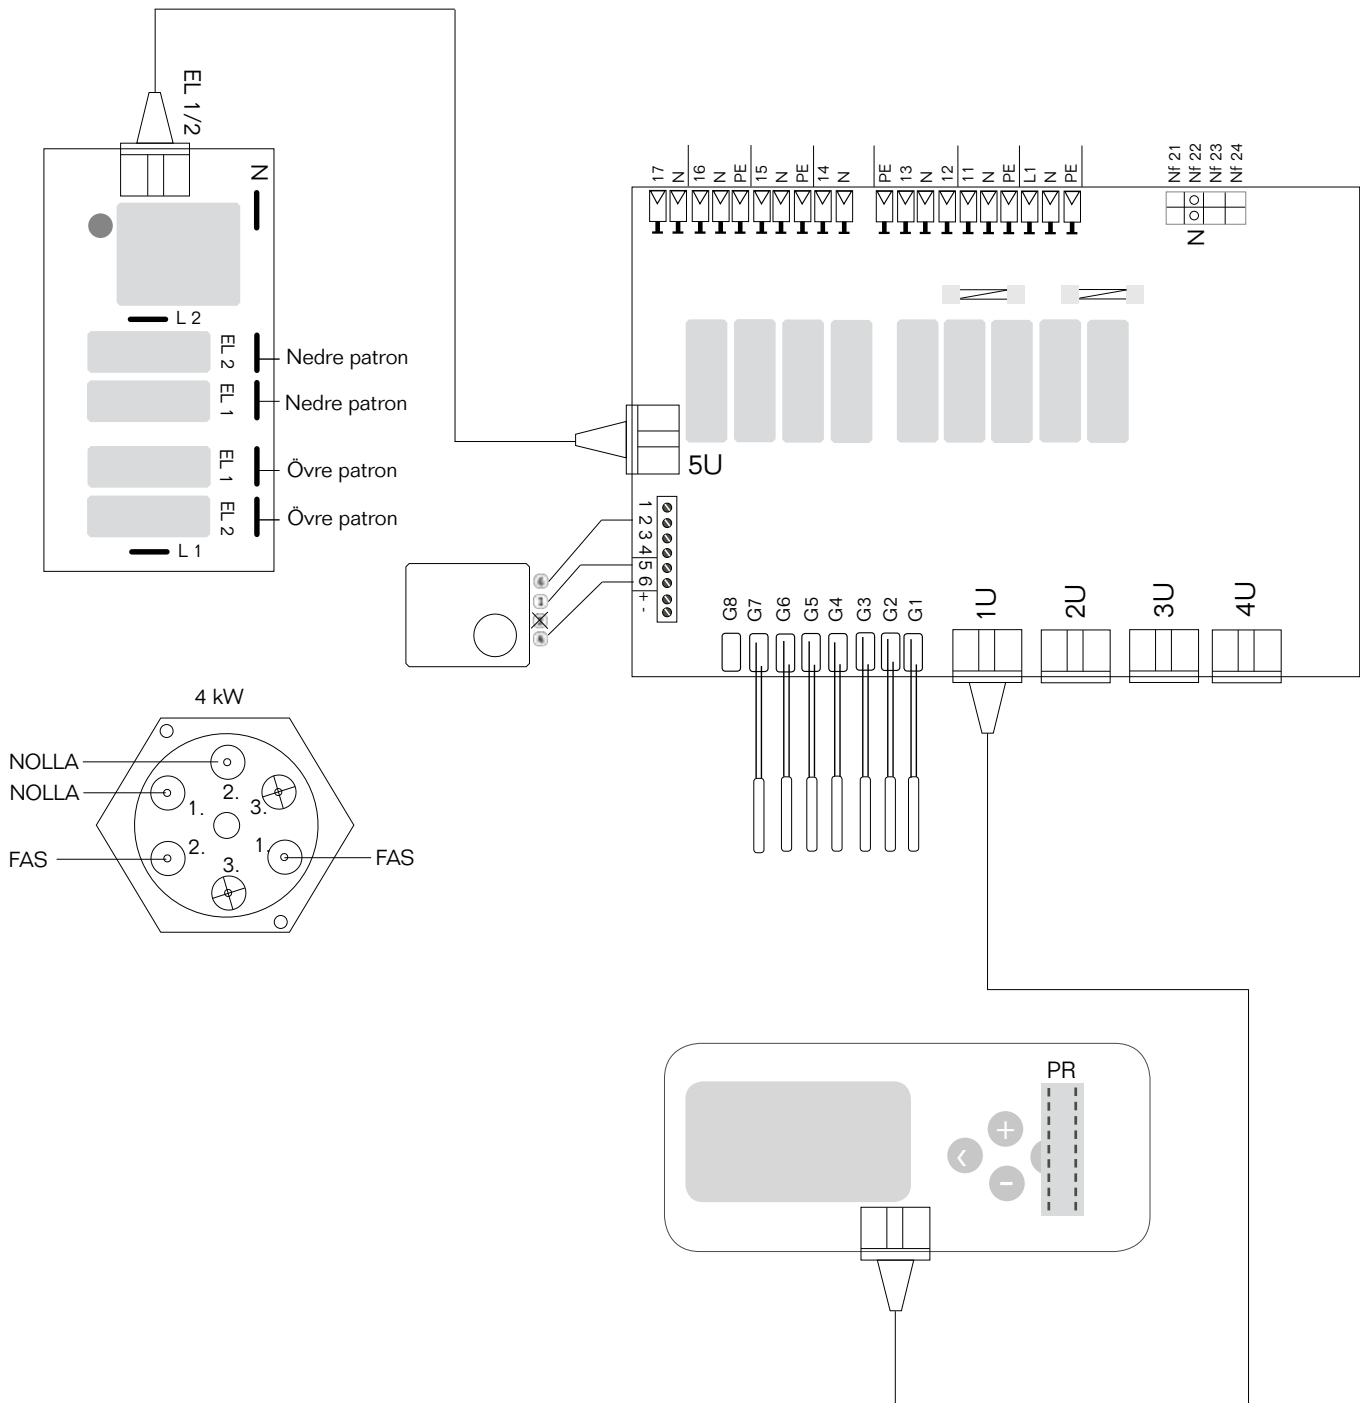 EL 1/2
N
L 2
EL 2
Nedre patron
EL 1
Nedre patron
EL 1
Övre patron
EL 2
Övre patron
L 1
17
N
16
N
PE
15
N
PE
14
N
PE
13
N
12
11
N
PE
L1
N
PE
Nf 21
Nf 22
Nf 23
Nf 24
N
5U
1
2
3
4
5
6
+
-
G8
G7
G6
G5
G4
G3
G2
G1
1U
2U
3U
4U
4 kW
NOLLA
NOLLA
FAS
FAS
1.
2.
3.
2.
3.
1.
PR
+
-